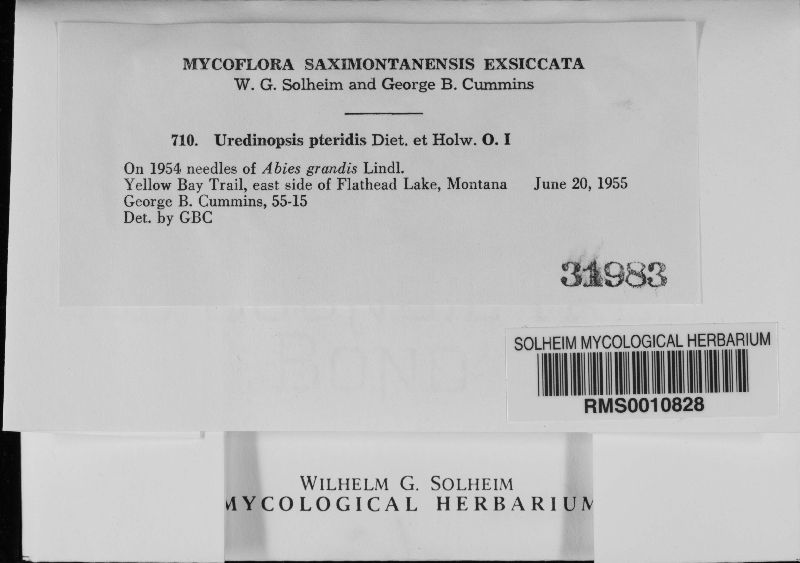 MYCOFLORA SAXIMONTANENSIS EXSICCATA
W. G. Solheim and George B. Cummins
710. Uredinopsis pteridis Diet. et Holw. O. I
On 1954 needles of Abies grandis Lindl.
Yellow Bay Trail, east side of Flathead Lake, Montana June 20, 1955
George B. Cummins, 55-15
Det. by GBC
31983
SOLHEIM MYCOLOGICAL HERBARIUM
RMS0010828
WILHELM G. SOLHEIM
MYCOLOGICAL HERBARIUM